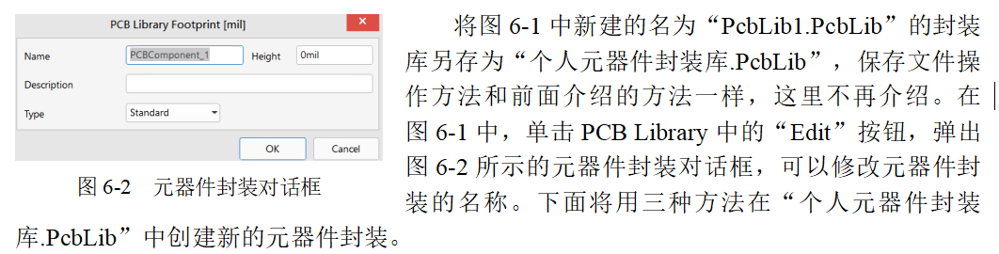 PCB Library Footprint [mil]
Name PCBComponent_1 Height 0mil
Description
Type Standard
OK Cancel
图 6-2 元器件封装对话框
将图 6-1 中新建的名为“PcbLib1.PcbLib”的封装
库另存为“个人元器件封装库.PcbLib”，保存文件操
作方法和前面介绍的方法一样，这里不再介绍。在
图 6-1 中，单击 PCB Library 中的“Edit”按钮，弹出
图 6-2 所示的元器件封装对话框，可以修改元器件封
装的名称。下面将用三种方法在“个人元器件封装
库.PcbLib”中创建新的元器件封装。